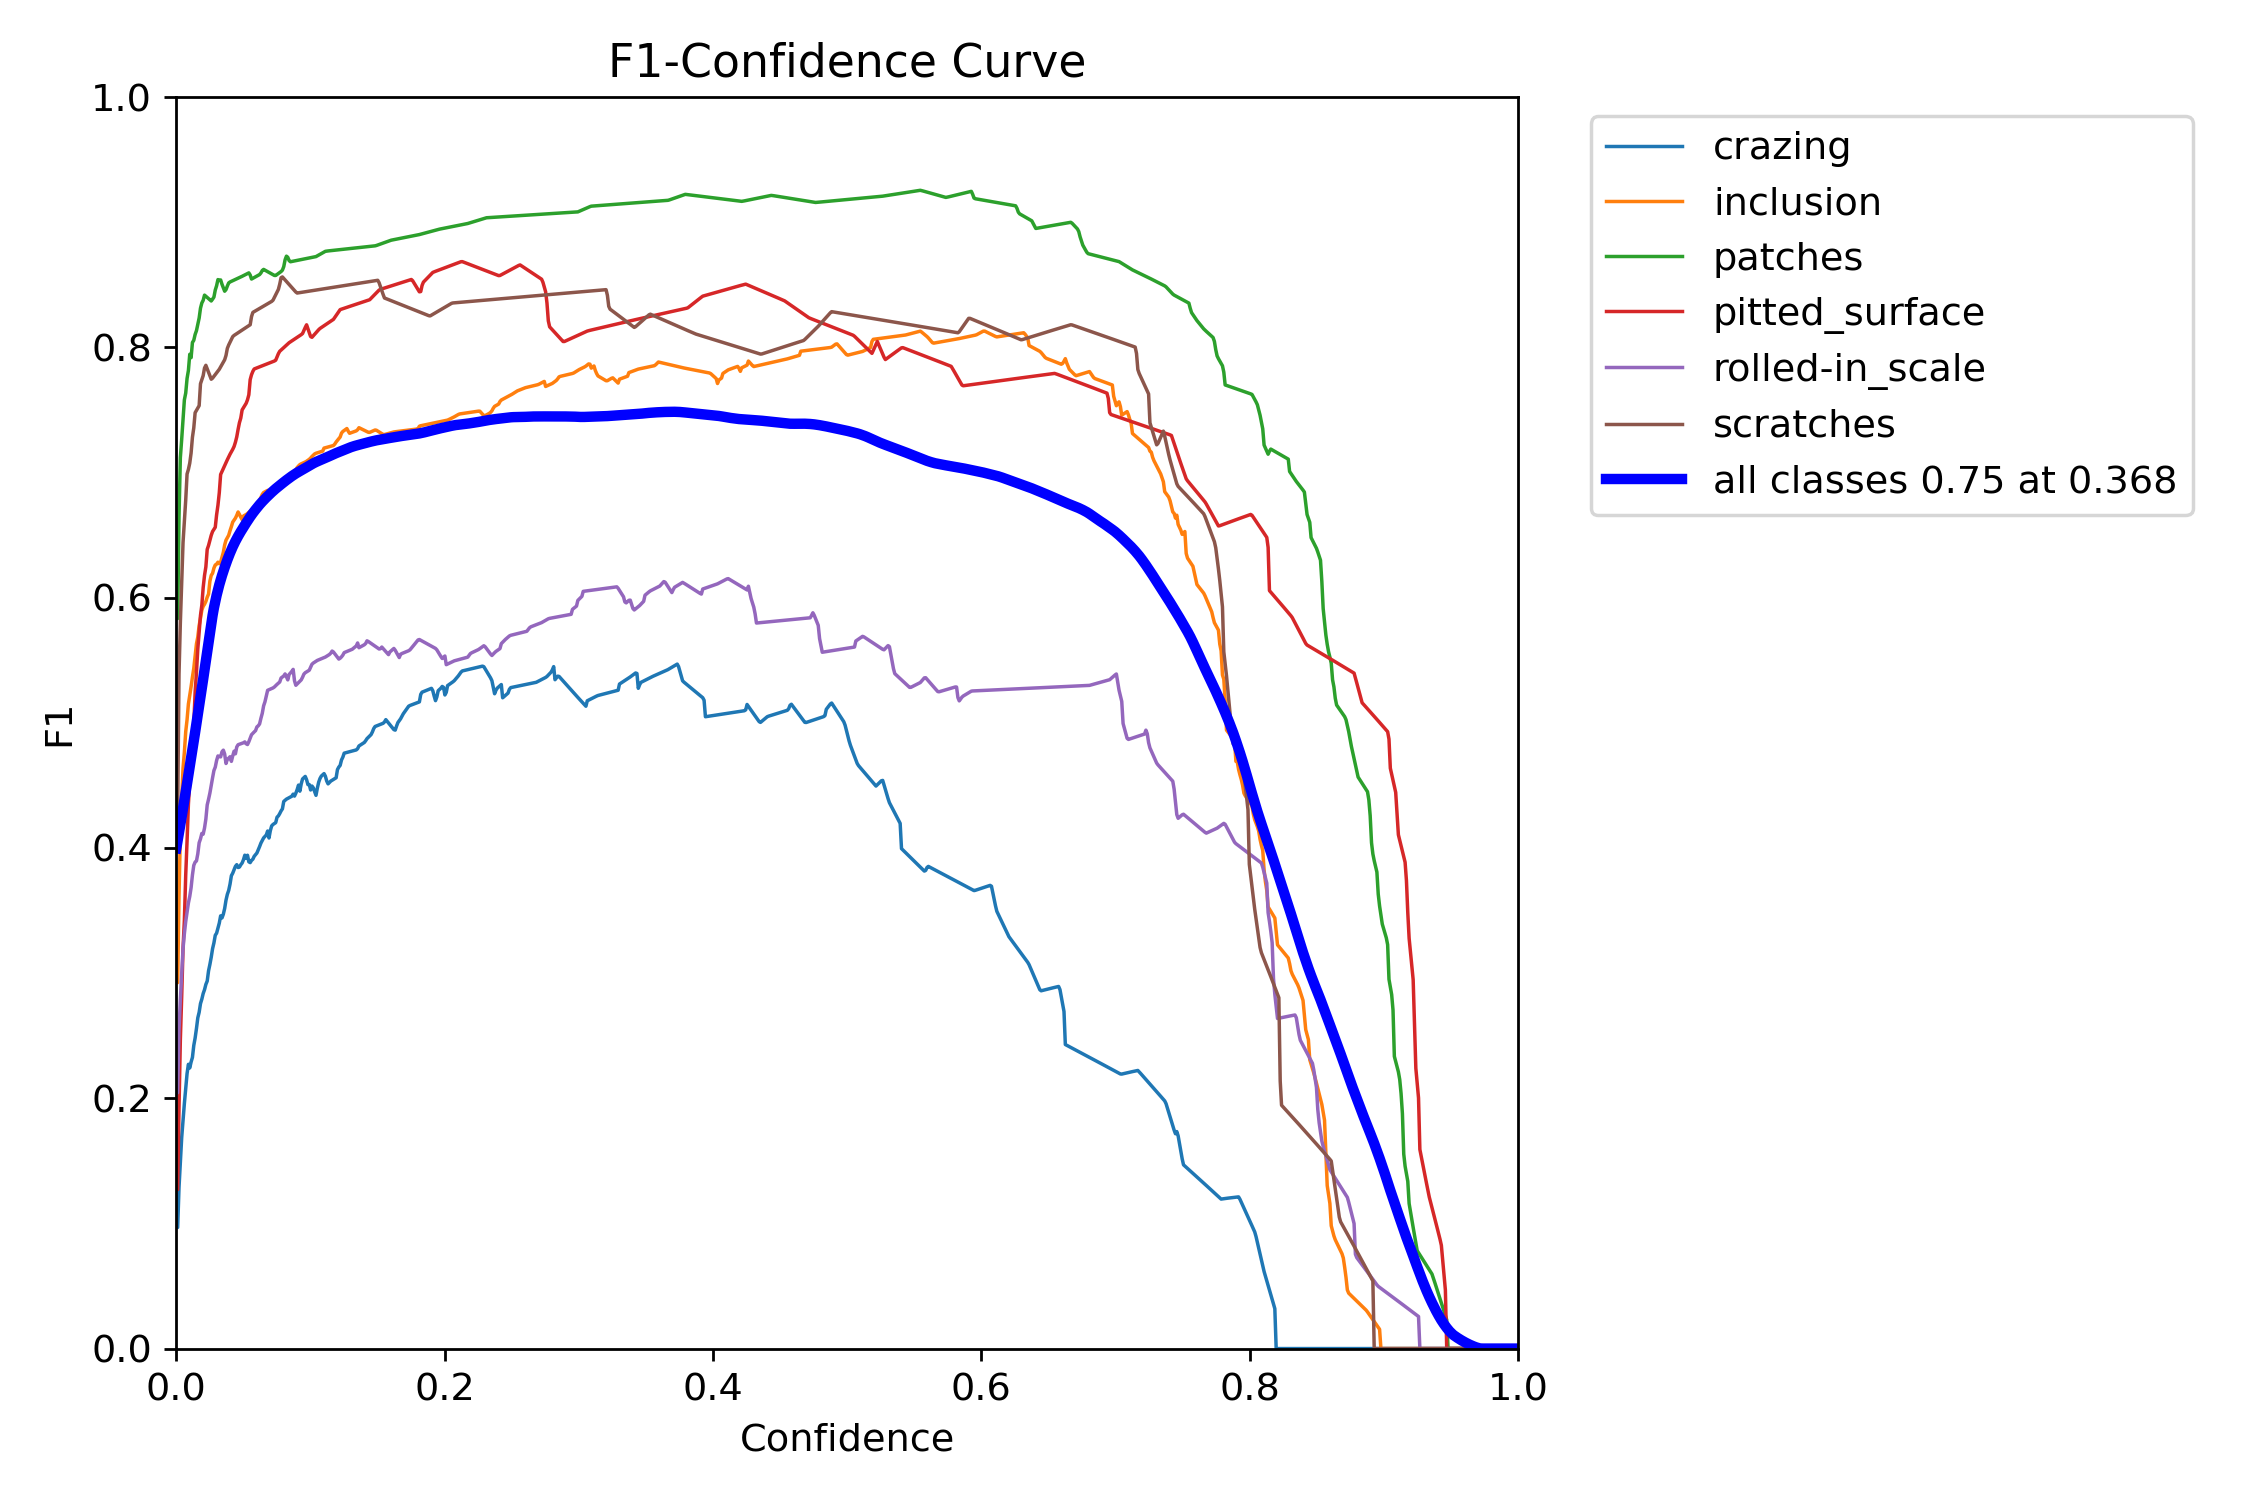 F1-Confidence Curve
1.0
0.8
0.6
0.4
0.2
0.0
F1
0.0 0.2 0.4 0.6 0.8 1.0
Confidence
crazing
inclusion
patches
pitted_surface
rolled-in_scale
scratches
all classes 0.75 at 0.368